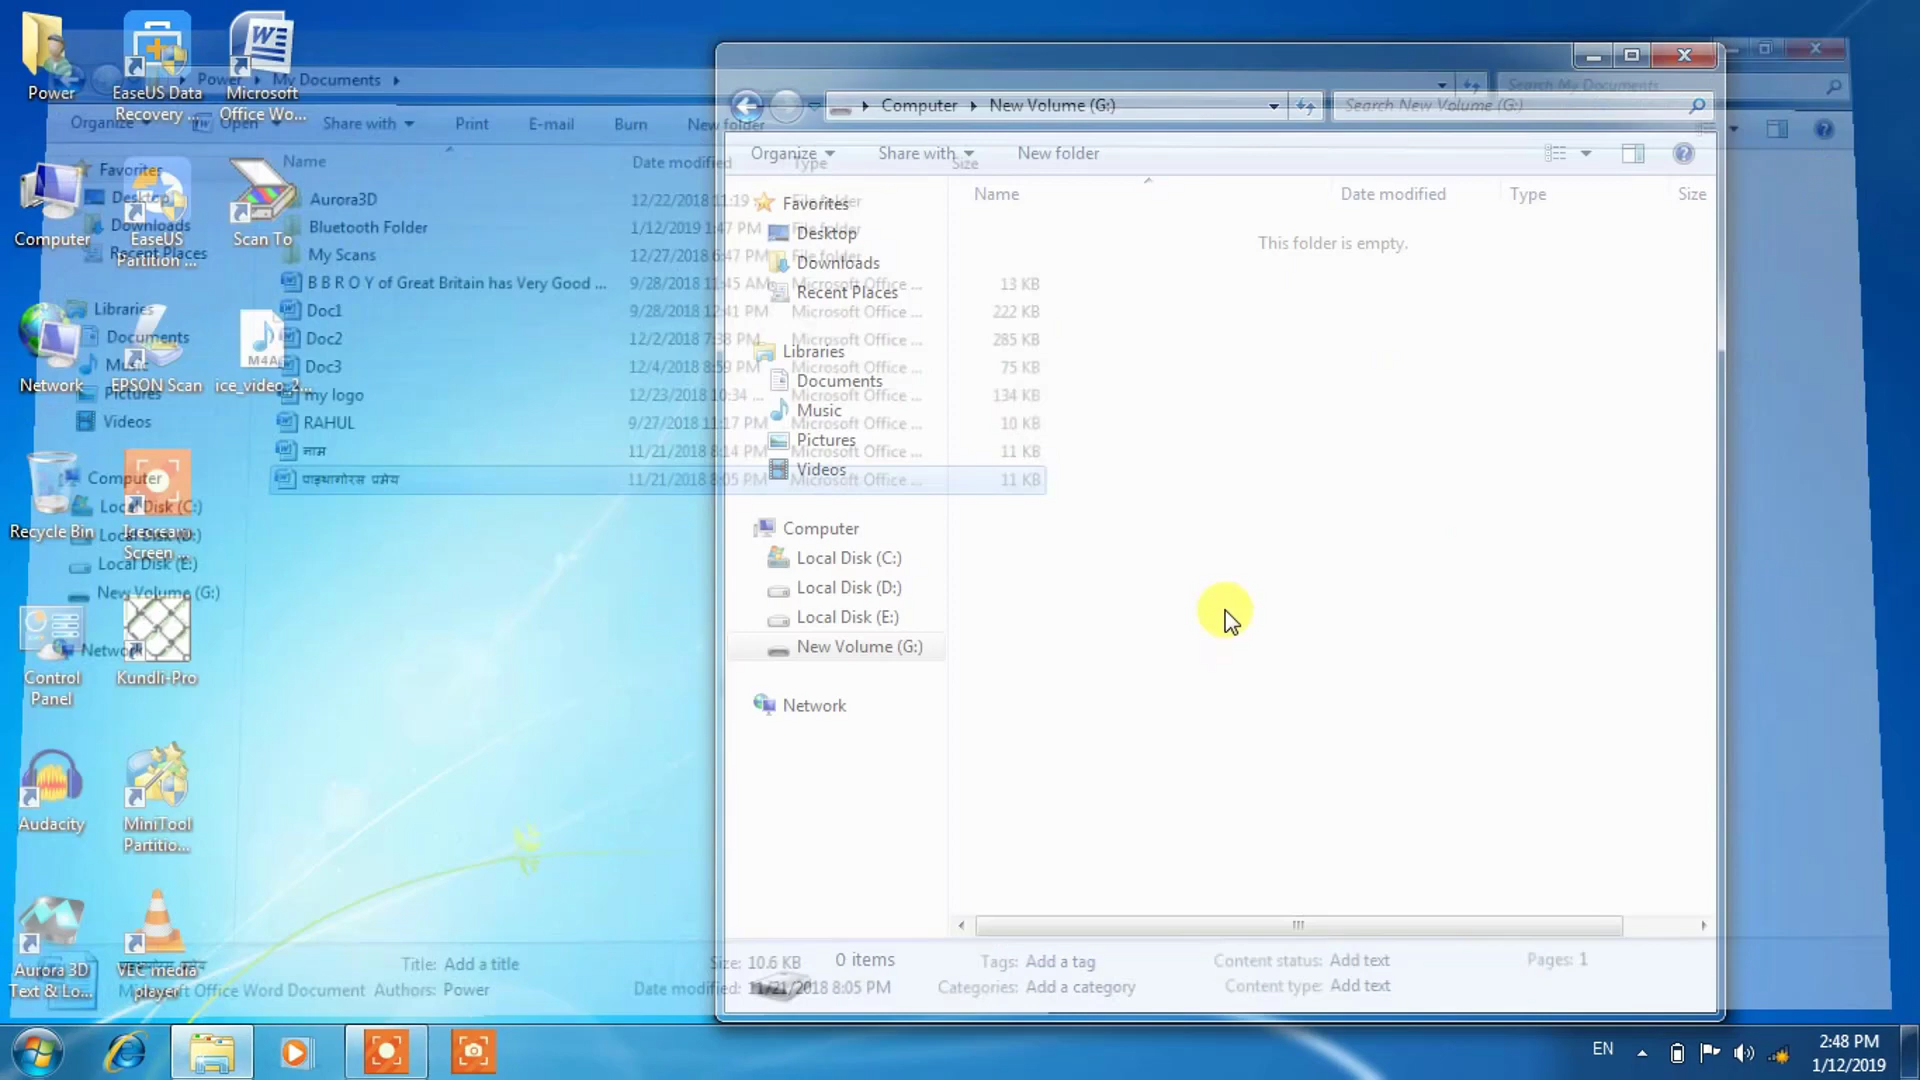 Power
EaseUS Data
Recovery ...
Microsoft
Office Wo...
Computer
EaseUS
Partition ...
Scan To
Network
EPSON Scan
ice_video_2...
Recycle Bin
Icecream
Screen ...
Control
Panel
Kundli-Pro
Audacity
MiniTool
Partitio...
Aurora 3D
Text & Lo...
player
Power
My Documents
Search My Documents
Organize
Open
Share with
Print
E-mail
Burn
New folder
Name
Date modified
Type
Size
Favorites
Desktop
Downloads
Recent Places
Libraries
Documents
Music
Pictures
Videos
Computer
Local Disk (C:)
Local Disk (D:)
Local Disk (E:)
New Volume (G:)
Network
Aurora3D 12/22/2018 11:19 File folder
Bluetooth Folder 1/12/2019 1:47 PM File folder
My Scans 12/27/2018 6:47 PM File folder
B B R O Y of Great Britain has Very Good ... 9/28/2018 11:45 AM Microsoft Office ... 13 KB
Doc1 9/28/2018 12:41 PM Microsoft Office ... 222 KB
Doc2 12/2/2018 7:38 PM Microsoft Office ... 285 KB
Doc3 12/4/2018 8:59 PM Microsoft Office ... 75 KB
my logo 12/23/2018 10:34 ... Microsoft Office ... 134 KB
RAHUL 9/27/2018 11:17 PM Microsoft Office ... 10 KB
नाम 11/21/2018 8:14 PM Microsoft Office ... 11 KB
पाइथागोरस प्रमेय 11/21/2018 8:05 PM Microsoft Office ... 11 KB
Microsoft Office Word Document
Title: Add a title
Authors: Power
Size: 10.6 KB
Date modified: 11/21/2018 8:05 PM
Tags: Add a tag
Categories: Add a category
Content status: Add text
Content type: Add text
Pages: 1
Computer
New Volume (G:)
Search New Volume (G:)
Organize
Share with
New folder
Name
Date modified
Type
Size
This folder is empty.
Favorites
Desktop
Downloads
Recent Places
Libraries
Documents
Music
Pictures
Videos
Computer
Local Disk (C:)
Local Disk (D:)
Local Disk (E:)
New Volume (G:)
Network
0 items
EN
2:48 PM
1/12/2019